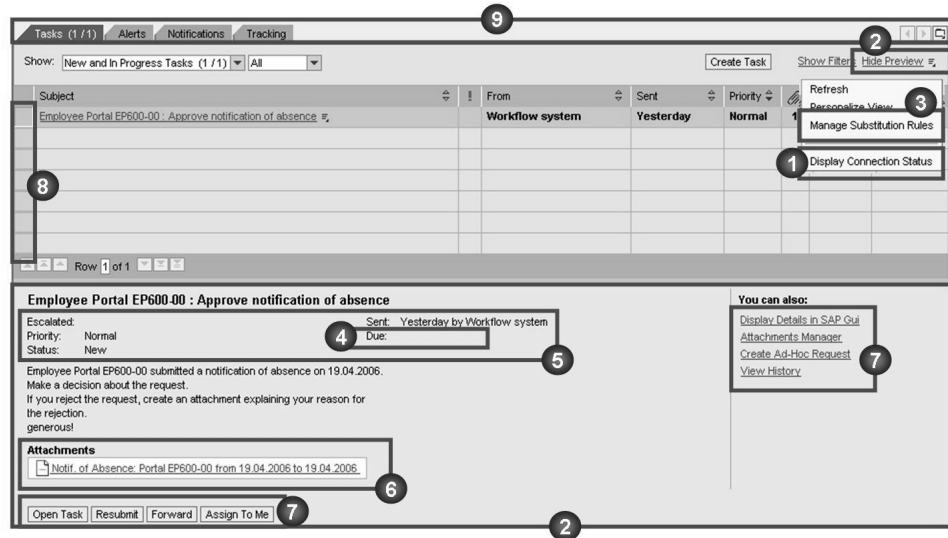 9
Tasks (1 / 1) Alerts Notifications Tracking
2
Show: New and In Progress Tasks (1 / 1) All Create Task Show Filters Hide Preview
Refresh
Subject ! From Sent Priority
Personalize View 3
Employee Portal EP600-00 : Approve notification of absence Workflow system Yesterday Normal 1
Manage Substitution Rules
1 Display Connection Status
8
Row 1 of 1
Employee Portal EP600-00 : Approve notification of absence You can also:
Escalated: Sent: Yesterday by Workflow system Display Details in SAP Gui
Priority: Normal 4 Due: Attachments Manager
Status: New 5 Create Ad-Hoc Request 7
Employee Portal EP600-00 submitted a notification of absence on 19.04.2006. View History
Make a decision about the request.
If you reject the request, create an attachment explaining your reason for
the rejection.
generous!
Attachments
Notif. of Absence: Portal EP600-00 from 19.04.2006 to 19.04.2006
6
Open Task Resubmit Forward Assign To Me 7
2